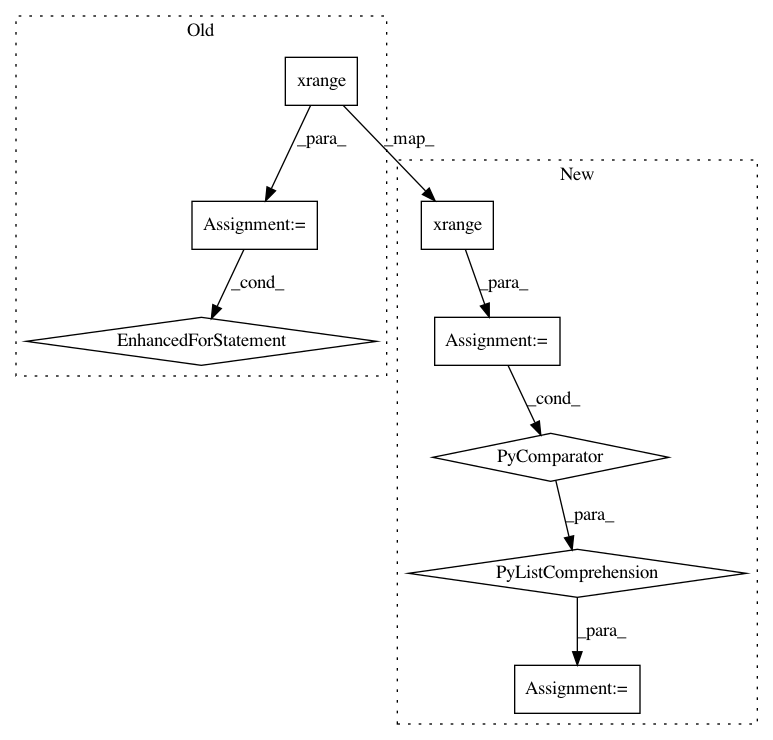 Old
xrange
_para_
_map_
New
Assignment:=
xrange
_cond_
_para_
EnhancedForStatement
Assignment:=
_cond_
PyComparator
_para_
PyListComprehension
_para_
Assignment:=